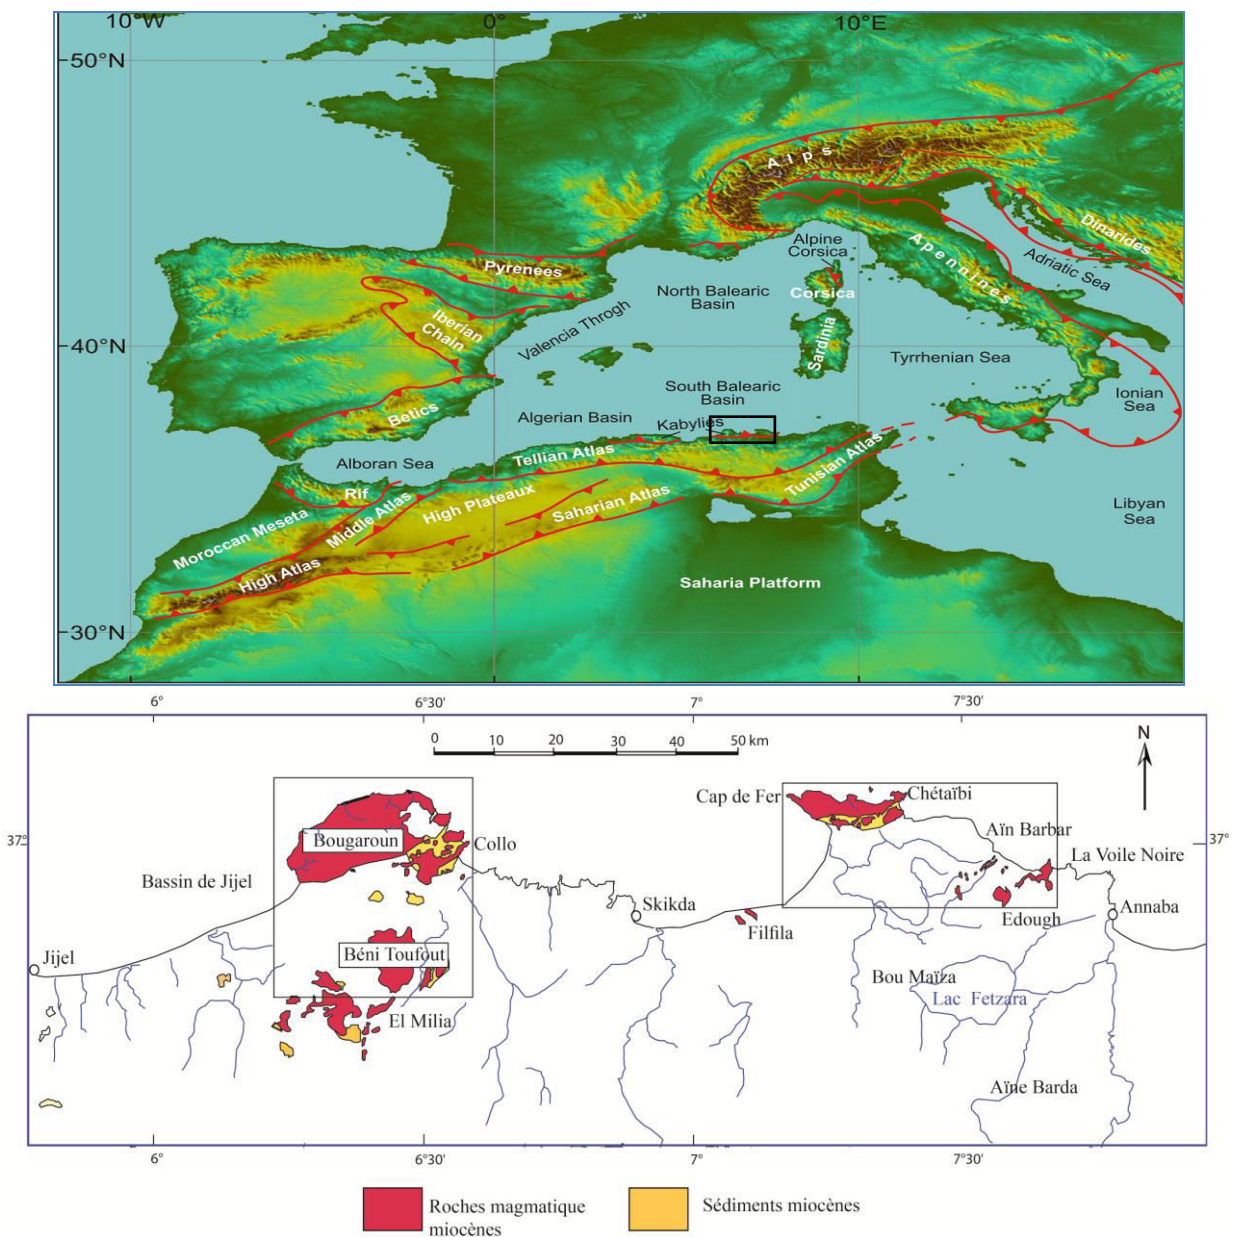 10°W 0° 10°E
50°N
40°N
30°N
Alps
Dinarides
Alpine
Corsica
Apennines
Adriatic Sea
Pyrenees
North Balearic
Basin
Corsica
Iberian
Chain
Valencia Throgh
Sardinia
Tyrrhenian Sea
Ionian
Sea
South Balearic
Basin
Betics
Algerian Basin
Kabylies
Alboran Sea
Tellian Atlas
Tunisian Atlas
Rif
Middle Atlas
High Plateaux
Saharian Atlas
Libyan
Sea
Moroccan Meseta
High Atlas
Saharia Platform
6° 6°30' 7° 7°30'
0 10 20 30 40 50 km
N
Cap de Fer
Chétaïbi
37°
Bougaroun
Collo
Aïn Barbar
37°
La Voile Noire
Bassin de Jijel
Skikda
Filfila
Edough
Annaba
Jijel
Béni Toufout
Bou Maïza
Lac Fetzara
El Milia
Aïne Barda
6° 6°30' 7° 7°30'
Roches magmatique
miocènes
Sédiments miocènes